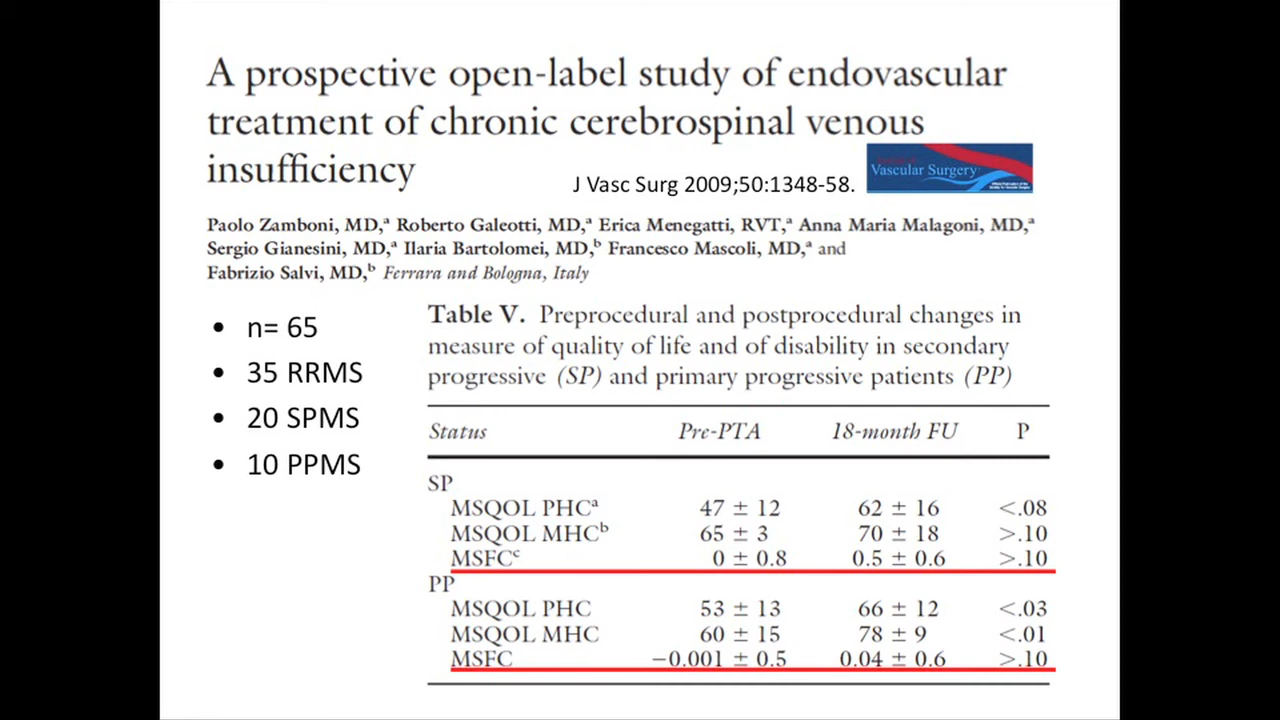 A prospective open-label study of endovascular
treatment of chronic cerebrospinal venous
insufficiency
J Vasc Surg 2009;50:1348-58.
Vascular Surgery
Paolo Zamboni, MD,ᵃ Roberto Galeotti, MD,ᵃ Erica Menegatti, RVT,ᵃ Anna Maria Malagoni, MD,ᵃ
Sergio Gianesini, MD,ᵃ Ilaria Bartolomei, MD,ᵇ Francesco Mascoli, MD,ᵃ and
Fabrizio Salvi, MD,ᵇ Ferrara and Bologna, Italy
• n= 65
• 35 RRMS
• 20 SPMS
• 10 PPMS
Table V. Preprocedural and postprocedural changes in
measure of quality of life and of disability in secondary
progressive (SP) and primary progressive patients (PP)
Status Pre-PTA 18-month FU P
SP
MSQOL PHCᵃ 47 ± 12 62 ± 16 <.08
MSQOL MHCᵇ 65 ± 3 70 ± 18 >.10
MSFCᶜ 0 ± 0.8 0.5 ± 0.6 >.10
PP
MSQOL PHC 53 ± 13 66 ± 12 <.03
MSQOL MHC 60 ± 15 78 ± 9 <.01
MSFC −0.001 ± 0.5 0.04 ± 0.6 >.10